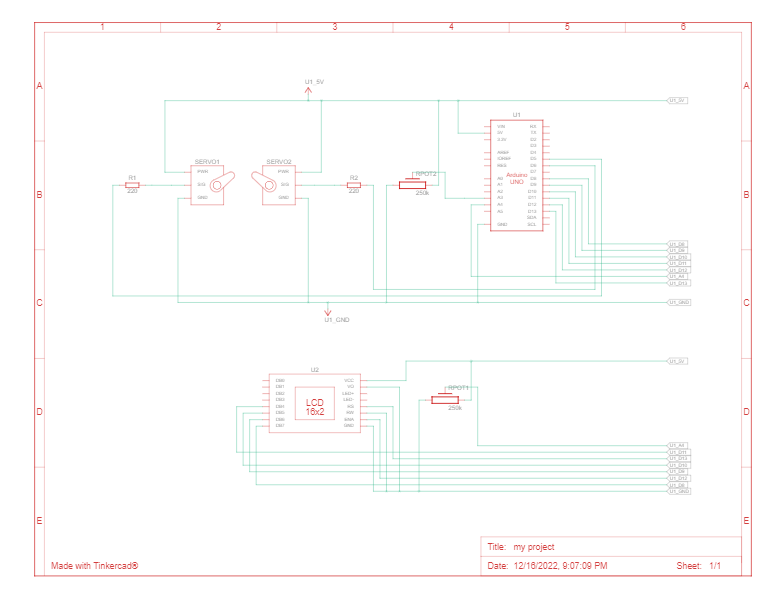 1 2 3 4 5 6
A A
U1_5V
U1_5V
U1
VIN RX
5V TX
3.3V D2
D3
AREF D4
IOREF D5
RES D6
D7
A0 D8
A1 D9
A2 D10
A3 D11
A4 D12
A5 D13
SDA
GND SCL
Arduino
UNO
SERVO1 SERVO2
PWR PWR
SIG SIG
GND GND
R1 R2 RPOT2
220 220 250k
B B
U1_D8
U1_D9
U1_D10
U1_D11
U1_D12
U1_A4
U1_D13
C C
U1_GND
U1_GND
U1_5V
U2
DB0 VCC
DB1 VO
DB2 LED+
DB3 LED-
DB4 RS
DB5 RW
DB6 ENA
DB7 GND
LCD
16x2
RPOT1
250k
D D
U1_A4
U1_D11
U1_D13
U1_D10
U1_D9
U1_D12
U1_D8
U1_GND
E E
Title: my project
Made with Tinkercad® Date: 12/16/2022, 9:07:09 PM Sheet: 1/1